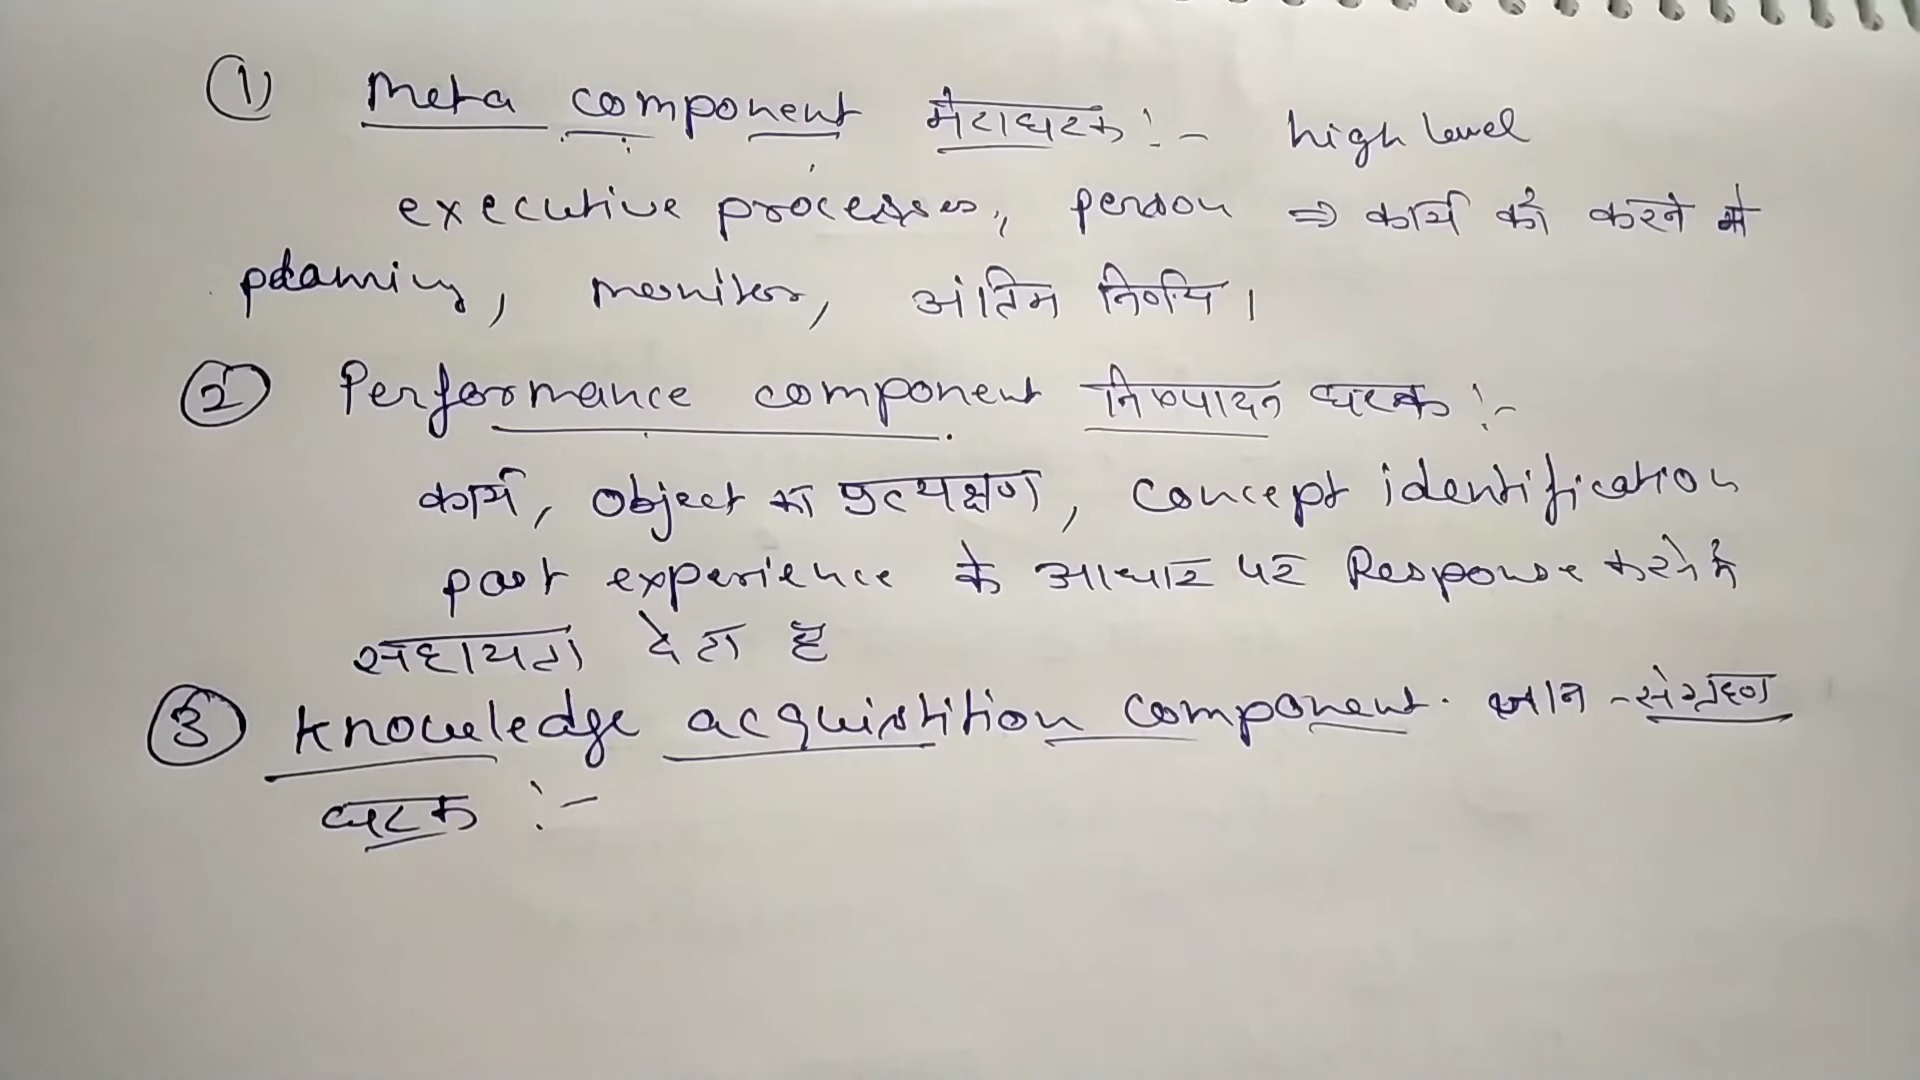 ① Meta component मेटाघटक :- high level
executive processes, person ⇒ कार्य को करने मे
planning, monitor, अंतिम निर्णय।
② Performance component निष्पादन घटक :-
कार्य, object का प्रत्यक्षण, concept identification
past experience के आधार पर Response करने मे
सहायता देता है
③ Knowledge acquistition component. ज्ञान - संग्रहण
घटक :-